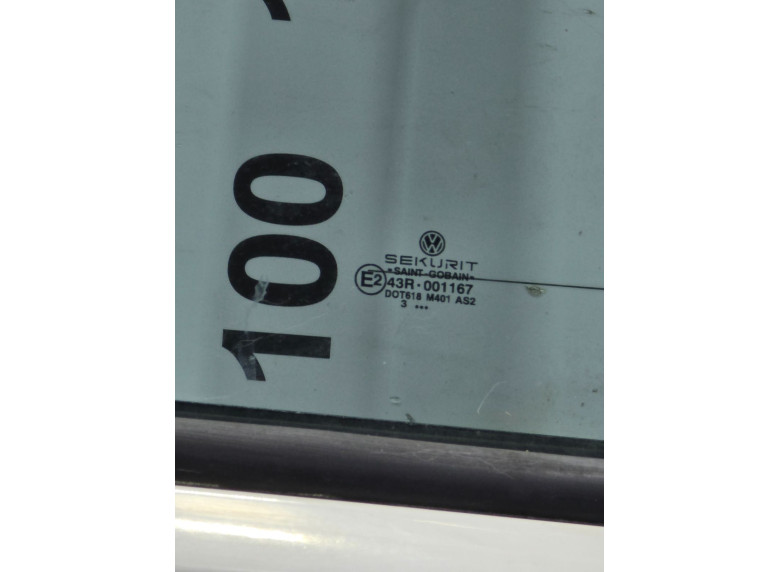 100
SEKURIT
SAINT-GOBAIN
E2 43R-001167
DOT618 M401 AS2
3 ...